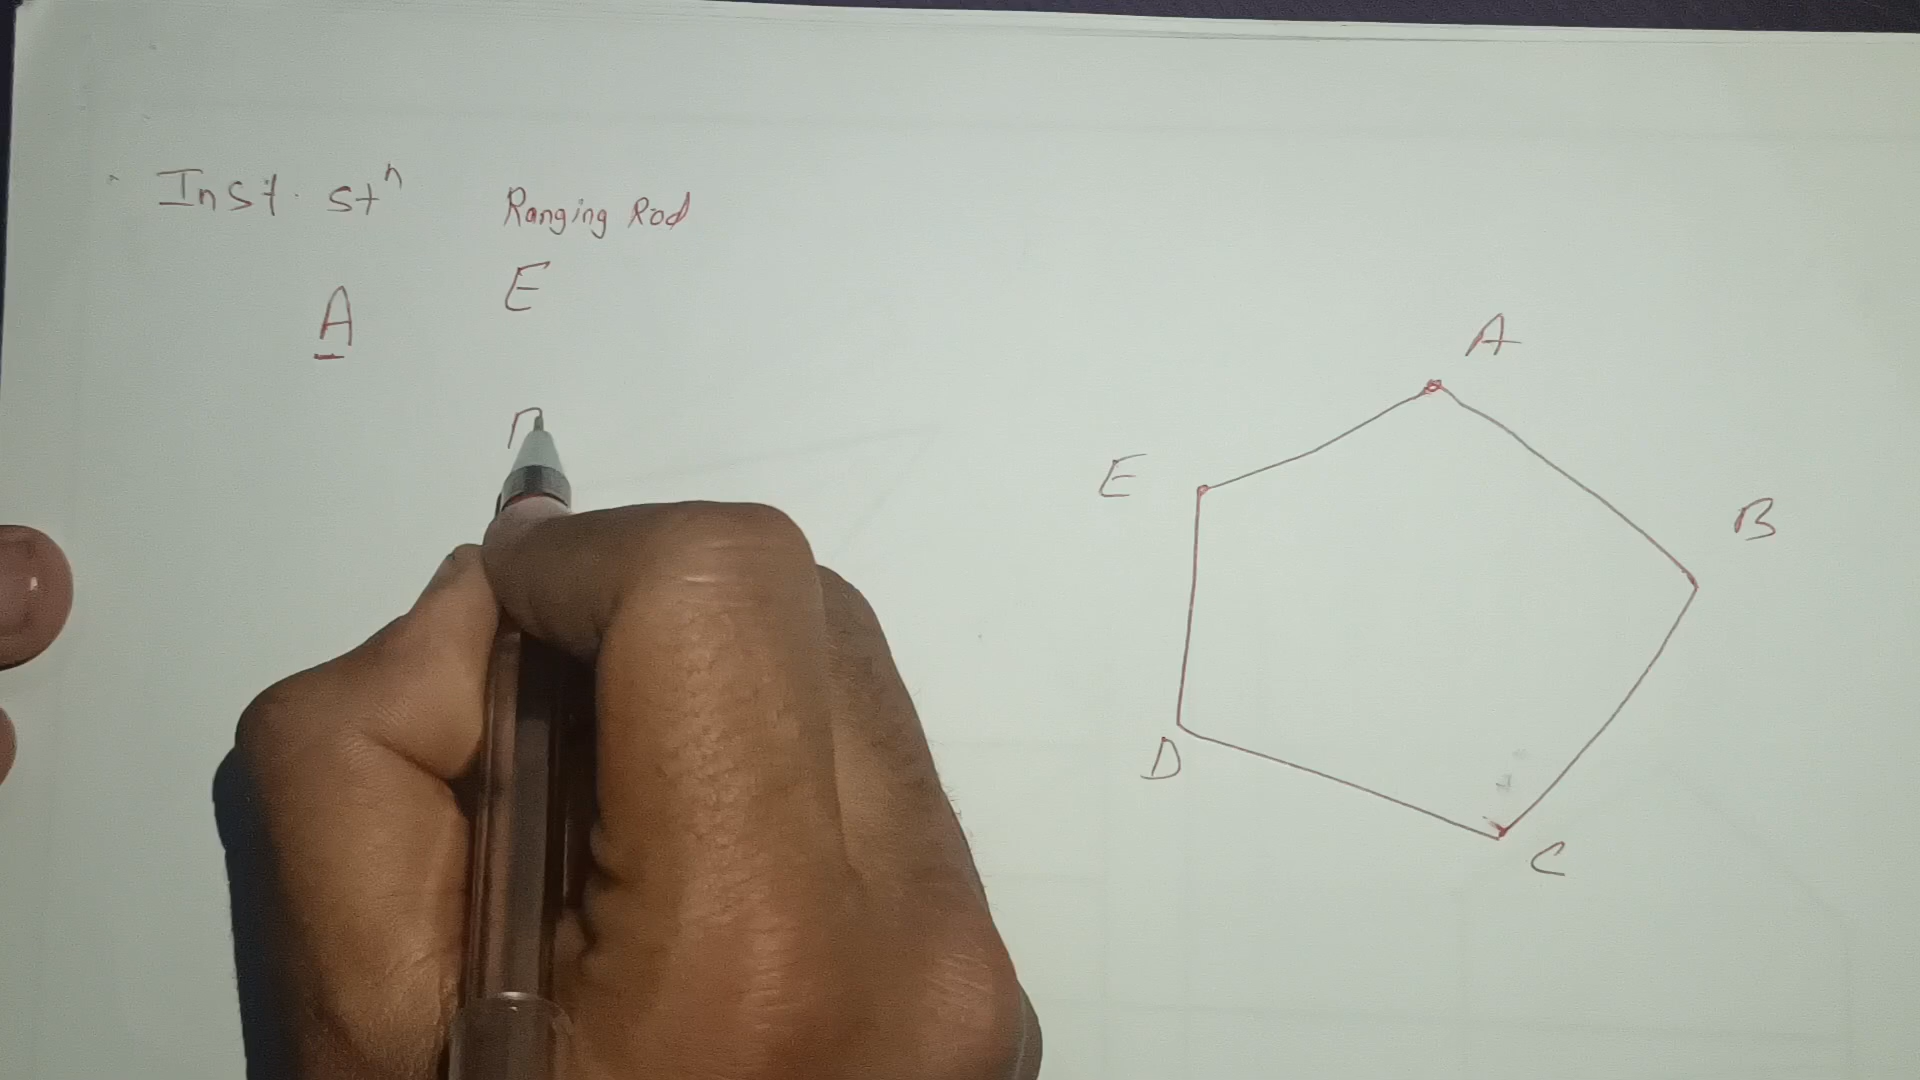 Inst. stⁿ Ranging Rod
A E
A
E
B
D
C